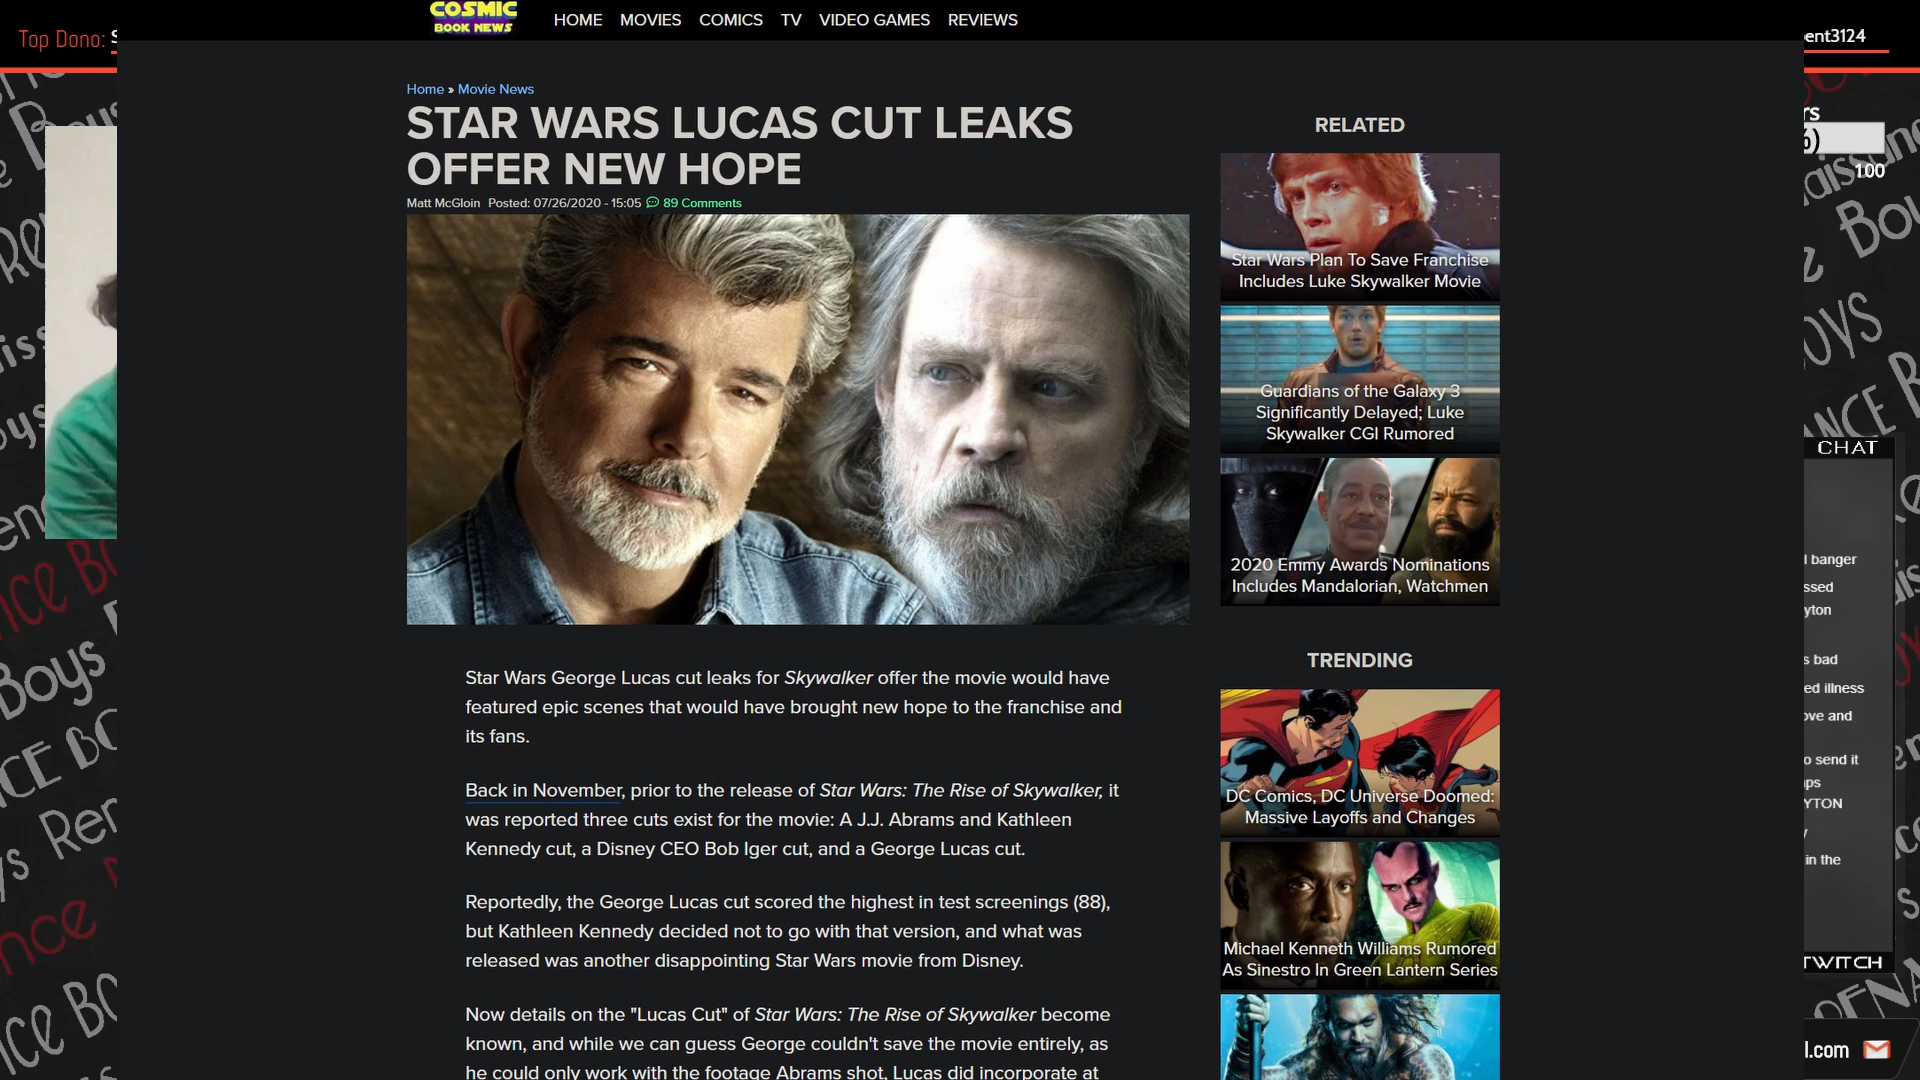 Top Dono:
COSMIC
BOOK NEWS
HOME MOVIES COMICS TV VIDEO GAMES REVIEWS
ent3124
rs
100
Home » Movie News
STAR WARS LUCAS CUT LEAKS
OFFER NEW HOPE
Matt McGloin Posted: 07/26/2020 - 15:05 89 Comments
Star Wars George Lucas cut leaks for Skywalker offer the movie would have
featured epic scenes that would have brought new hope to the franchise and
its fans.
Back in November, prior to the release of Star Wars: The Rise of Skywalker, it
was reported three cuts exist for the movie: A J.J. Abrams and Kathleen
Kennedy cut, a Disney CEO Bob Iger cut, and a George Lucas cut.
Reportedly, the George Lucas cut scored the highest in test screenings (88),
but Kathleen Kennedy decided not to go with that version, and what was
released was another disappointing Star Wars movie from Disney.
Now details on the "Lucas Cut" of Star Wars: The Rise of Skywalker become
known, and while we can guess George couldn't save the movie entirely, as
he could only work with the footage Abrams shot, Lucas did incorporate at
RELATED
Star Wars Plan To Save Franchise
Includes Luke Skywalker Movie
Guardians of the Galaxy 3
Significantly Delayed; Luke
Skywalker CGI Rumored
2020 Emmy Awards Nominations
Includes Mandalorian, Watchmen
TRENDING
DC Comics, DC Universe Doomed:
Massive Layoffs and Changes
Michael Kenneth Williams Rumored
As Sinestro In Green Lantern Series
CHAT
l banger
ssed
yton
s bad
ed illness
ove and
o send it
ps
YTON
in the
TWITCH
l.com